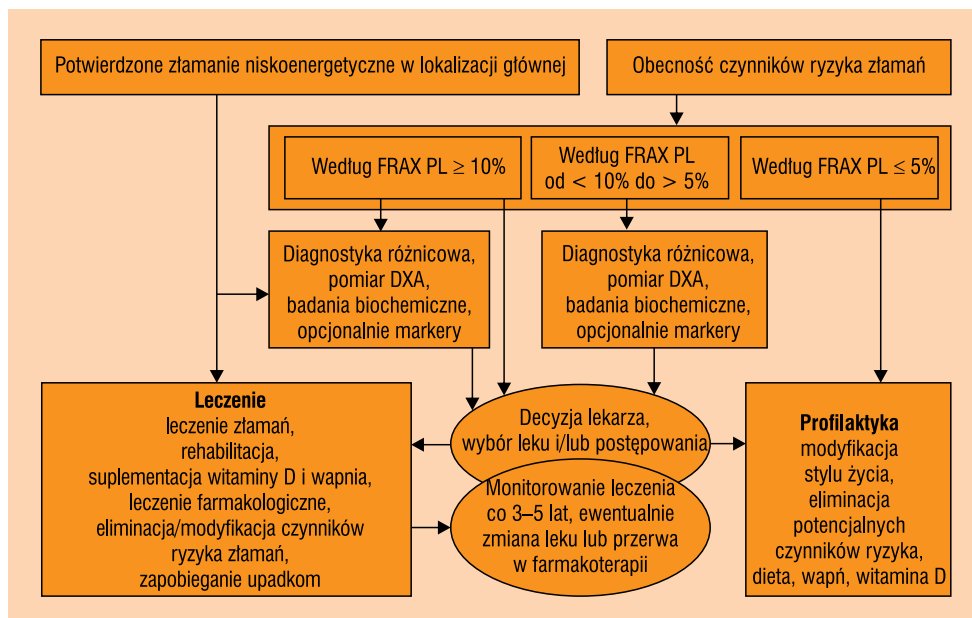 Potwierdzone złamanie niskoenergetyczne w lokalizacji głównej
Obecność czynników ryzyka złamań
Według FRAX PL ≥ 10%
Według FRAX PL
od < 10% do > 5%
Według FRAX PL ≤ 5%
Diagnostyka różnicowa,
pomiar DXA,
badania biochemiczne,
opcjonalnie markery
Diagnostyka różnicowa,
pomiar DXA,
badania biochemiczne,
opcjonalnie markery
Leczenie
leczenie złamań,
rehabilitacja,
suplementacja witaminy D i wapnia,
leczenie farmakologiczne,
eliminacja/modyfikacja czynników
ryzyka złamań,
zapobieganie upadkom
Decyzja lekarza,
wybór leku i/lub postępowania
Monitorowanie leczenia
co 3–5 lat, ewentualnie
zmiana leku lub przerwa
w farmakoterapii
Profilaktyka
modyfikacja
stylu życia,
eliminacja
potencjalnych
czynników ryzyka,
dieta, wapń, witamina D